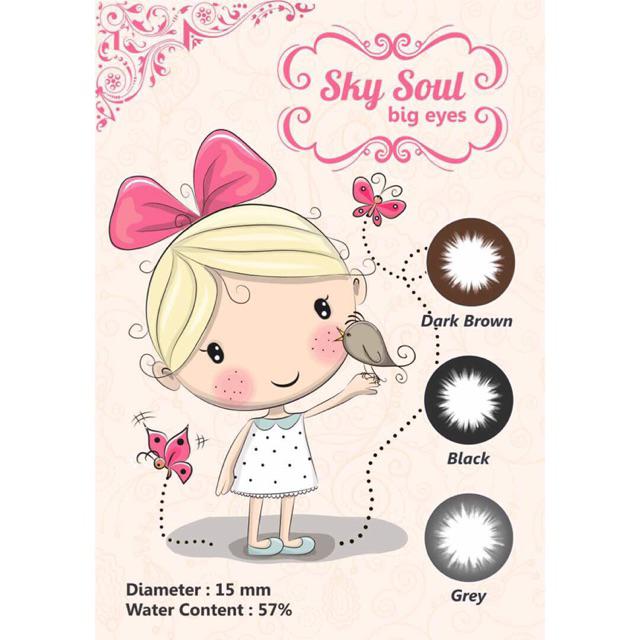 Sky Soul
big eyes
Dark Brown
Black
Grey
Diameter : 15 mm
Water Content : 57%